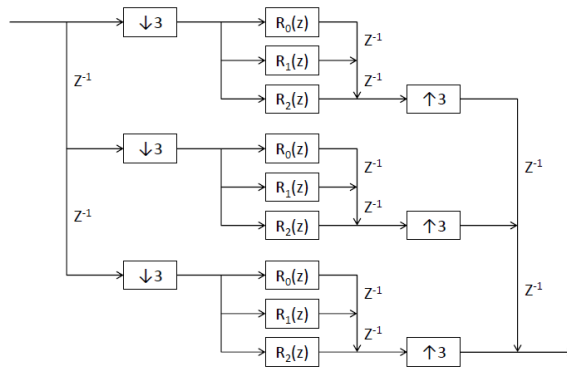 ↓3 R₀(z) Z⁻¹
Z⁻¹ R₁(z) Z⁻¹
R₂(z) ↑3
↓3 R₀(z) Z⁻¹ Z⁻¹
R₁(z)
Z⁻¹ R₂(z) Z⁻¹ ↑3
↓3 R₀(z) Z⁻¹ Z⁻¹
R₁(z) Z⁻¹
R₂(z) ↑3